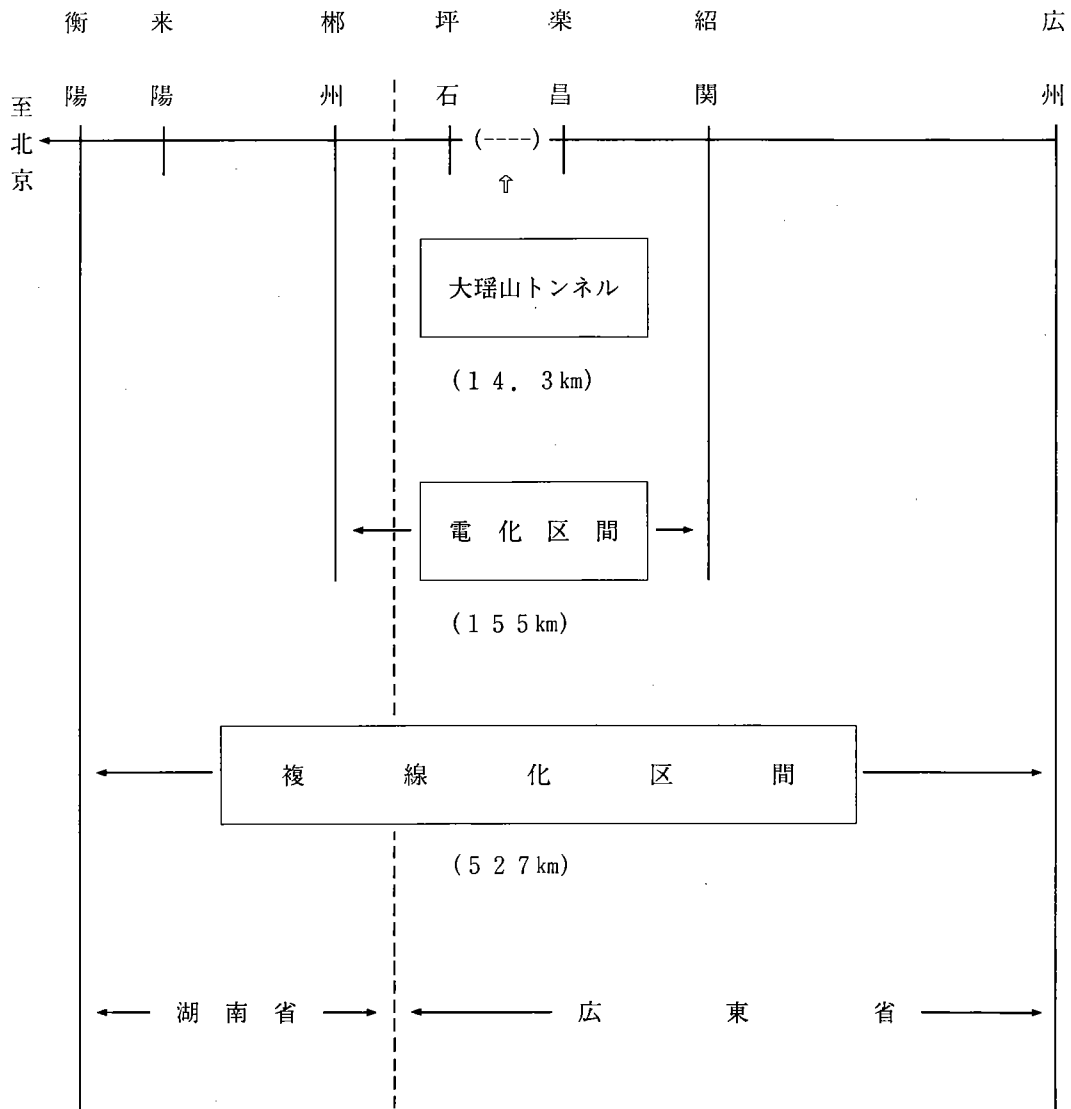 衡陽
来陽
郴州
坪石
楽昌
紹関
広州
至北京
(----)
⇧
大瑶山トンネル
(14.3km)
電化区間
(155km)
複線化区間
(527km)
湖南省
広東省